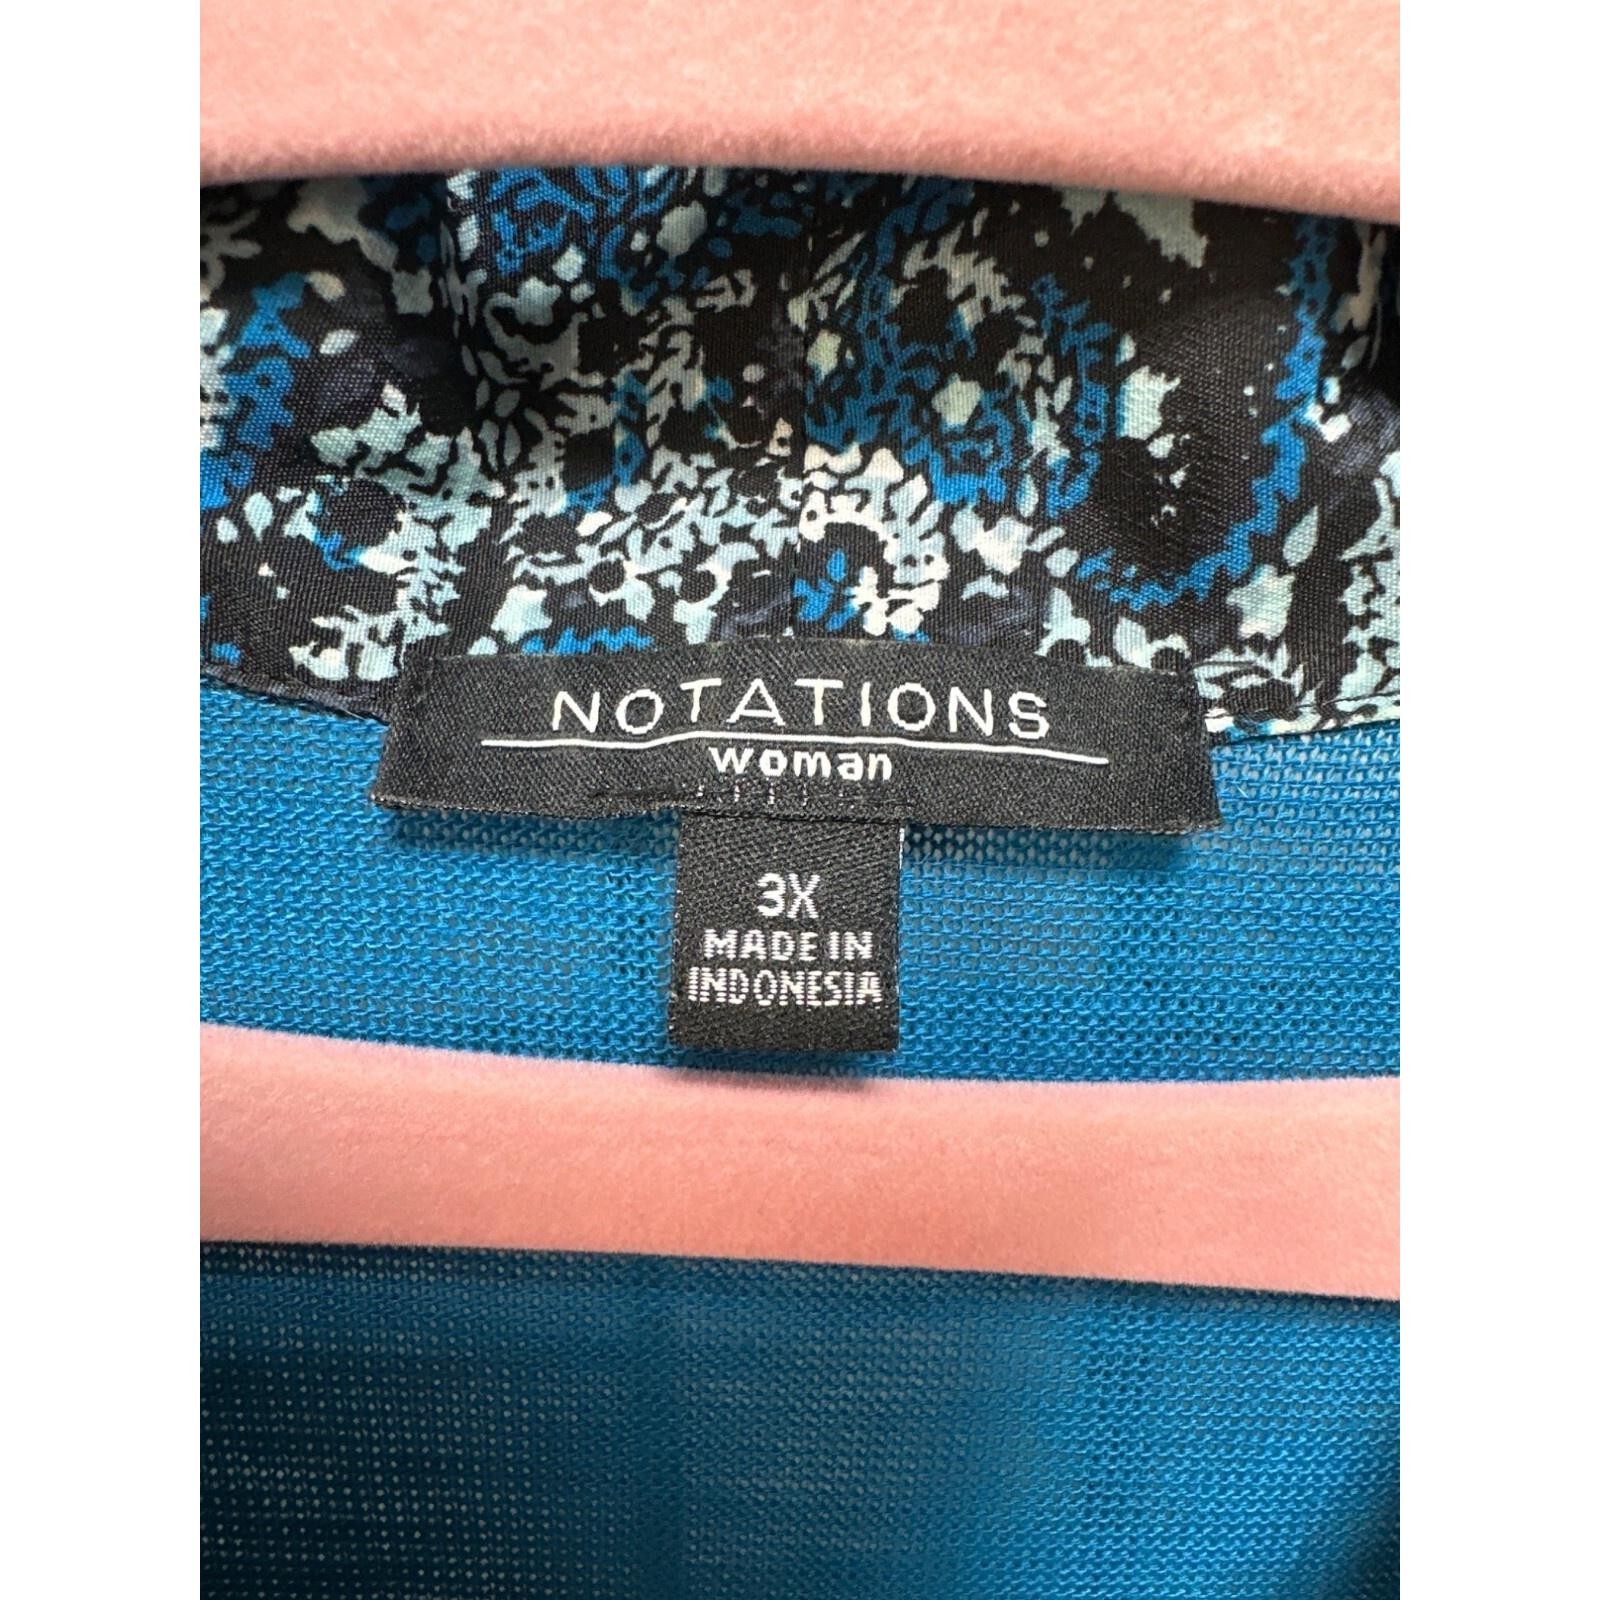 NOTATIONS
woman
3X
MADE IN
INDONESIA